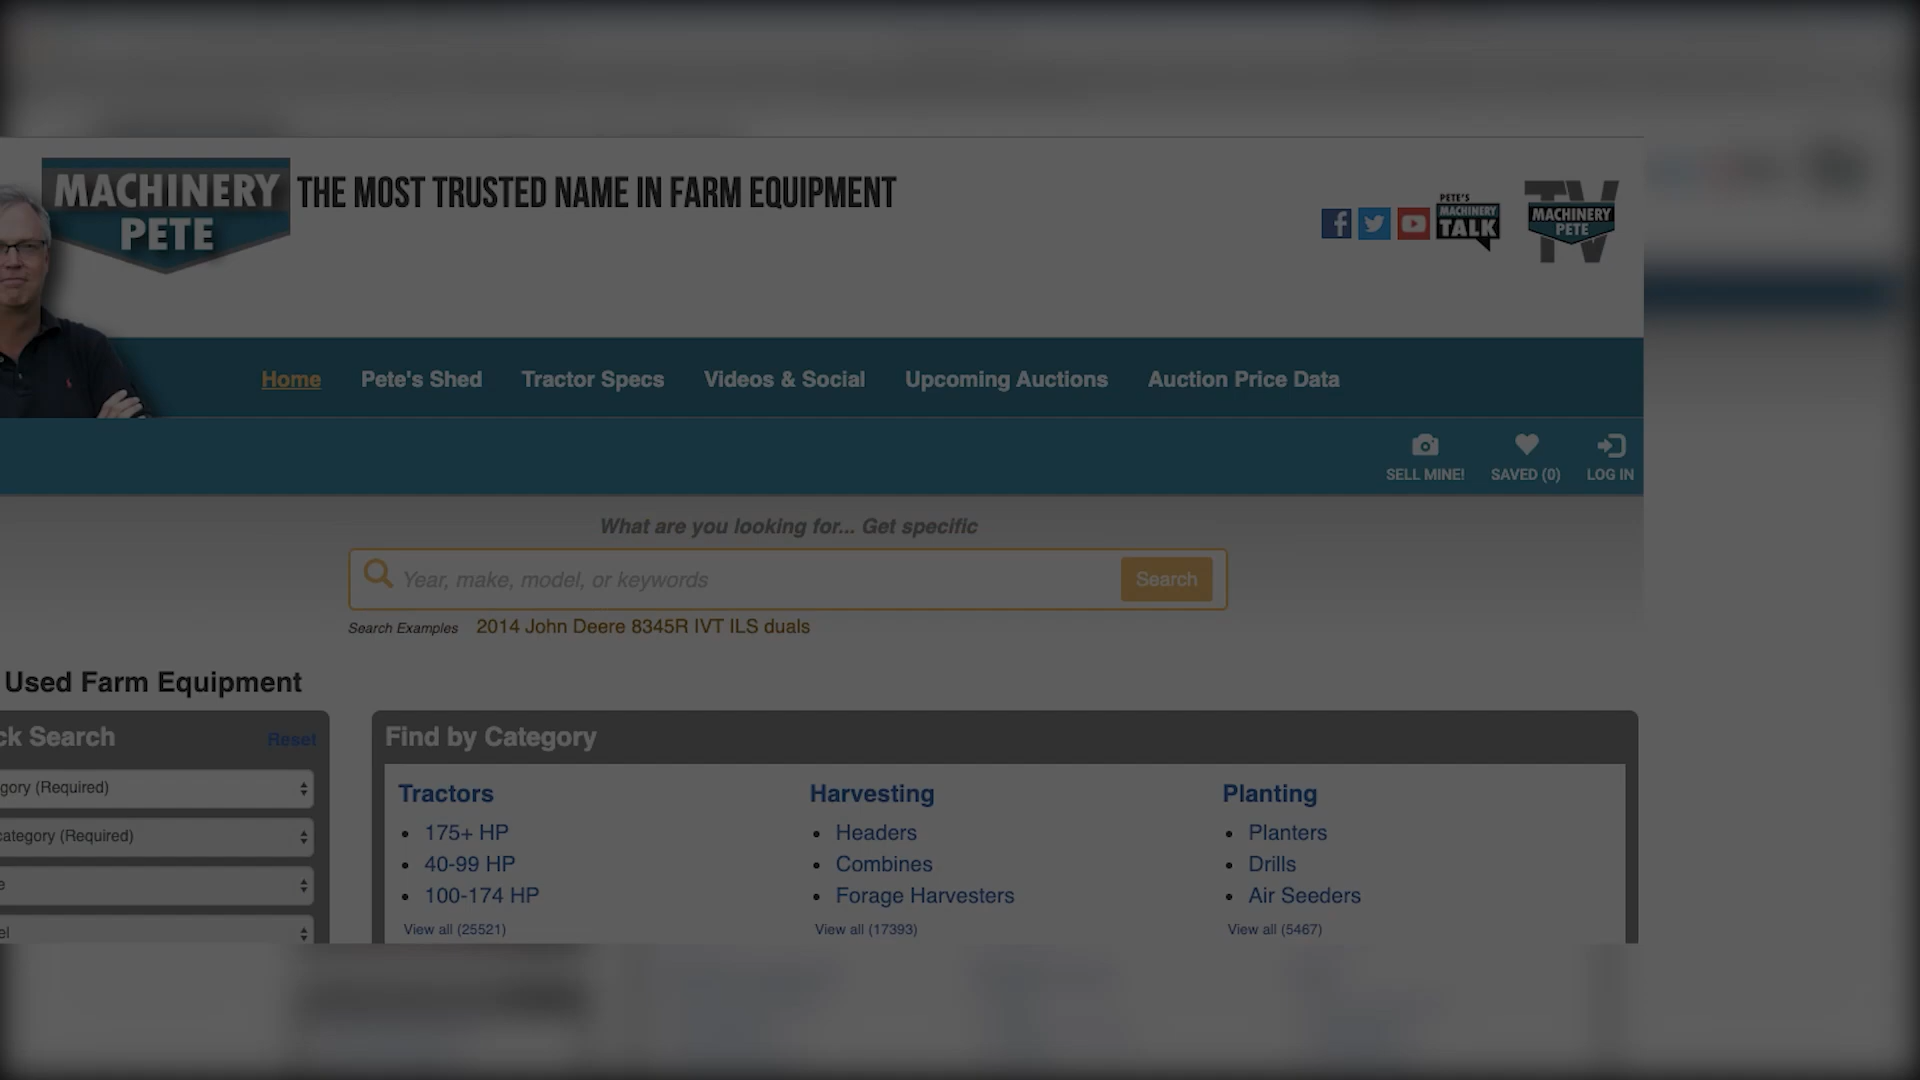 MACHINERY
PETE
THE MOST TRUSTED NAME IN FARM EQUIPMENT
PETE'S
MACHINERY
TALK
TV
MACHINERY
PETE
Home Pete's Shed Tractor Specs Videos & Social Upcoming Auctions Auction Price Data
SELL MINE! SAVED (0) LOG IN
What are you looking for... Get specific
Year, make, model, or keywords Search
Search Examples 2014 John Deere 8345R IVT ILS duals
Used Farm Equipment
ck Search Reset
gory (Required)
category (Required)
e
el
Find by Category
Tractors
• 175+ HP
• 40-99 HP
• 100-174 HP
View all (25521)
Harvesting
• Headers
• Combines
• Forage Harvesters
View all (17393)
Planting
• Planters
• Drills
• Air Seeders
View all (5467)